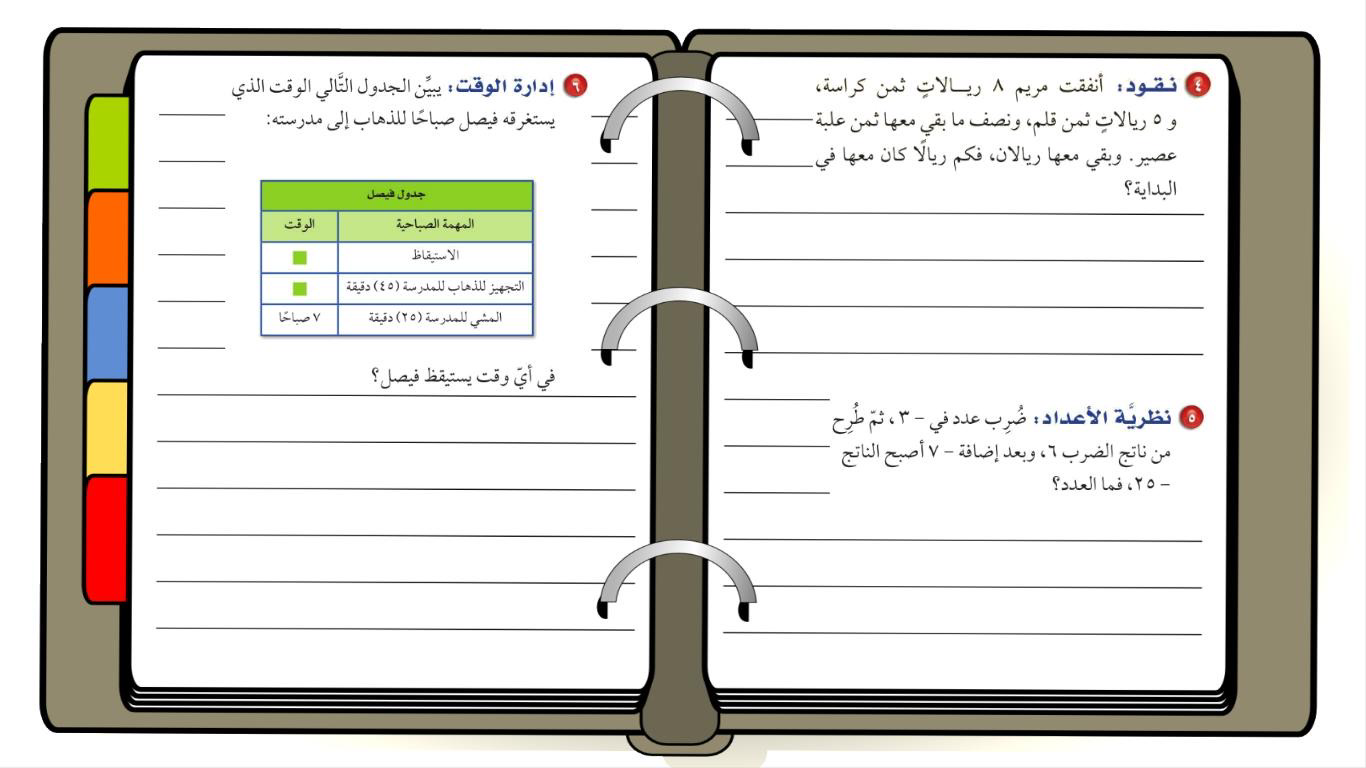 ٤ نـقـود: أنفقت مريم ٨ ريـــالاتٍ ثمن كراسة،
و ٥ ريالاتٍ ثمن قلم، ونصف ما بقي معها ثمن علبة
عصير. وبقي معها ريالان، فكم ريالًا كان معها في
البداية؟
٥ نظريَّة الأعداد: ضُرِب عدد في – ٣، ثمّ طُرِح
من ناتج الضرب ٦، وبعد إضافة – ٧ أصبح الناتج
– ٢٥، فما العدد؟
٦ إدارة الوقت: يبيِّن الجدول التَّالي الوقت الذي
يستغرقه فيصل صباحًا للذهاب إلى مدرسته:
جدول فيصل
المهمة الصباحية الوقت
الاستيقاظ
التجهيز للذهاب للمدرسة (٤٥) دقيقة
المشي للمدرسة (٢٥) دقيقة ٧ صباحًا
في أيّ وقت يستيقظ فيصل؟